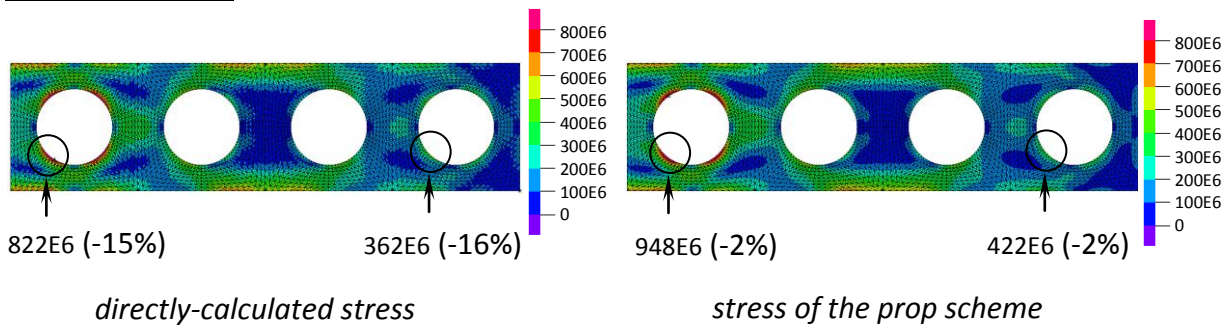 800E6
700E6
600E6
500E6
400E6
300E6
200E6
100E6
0
822E6 (-15%)
362E6 (-16%)
directly-calculated stress
800E6
700E6
600E6
500E6
400E6
300E6
200E6
100E6
0
948E6 (-2%)
422E6 (-2%)
stress of the prop scheme